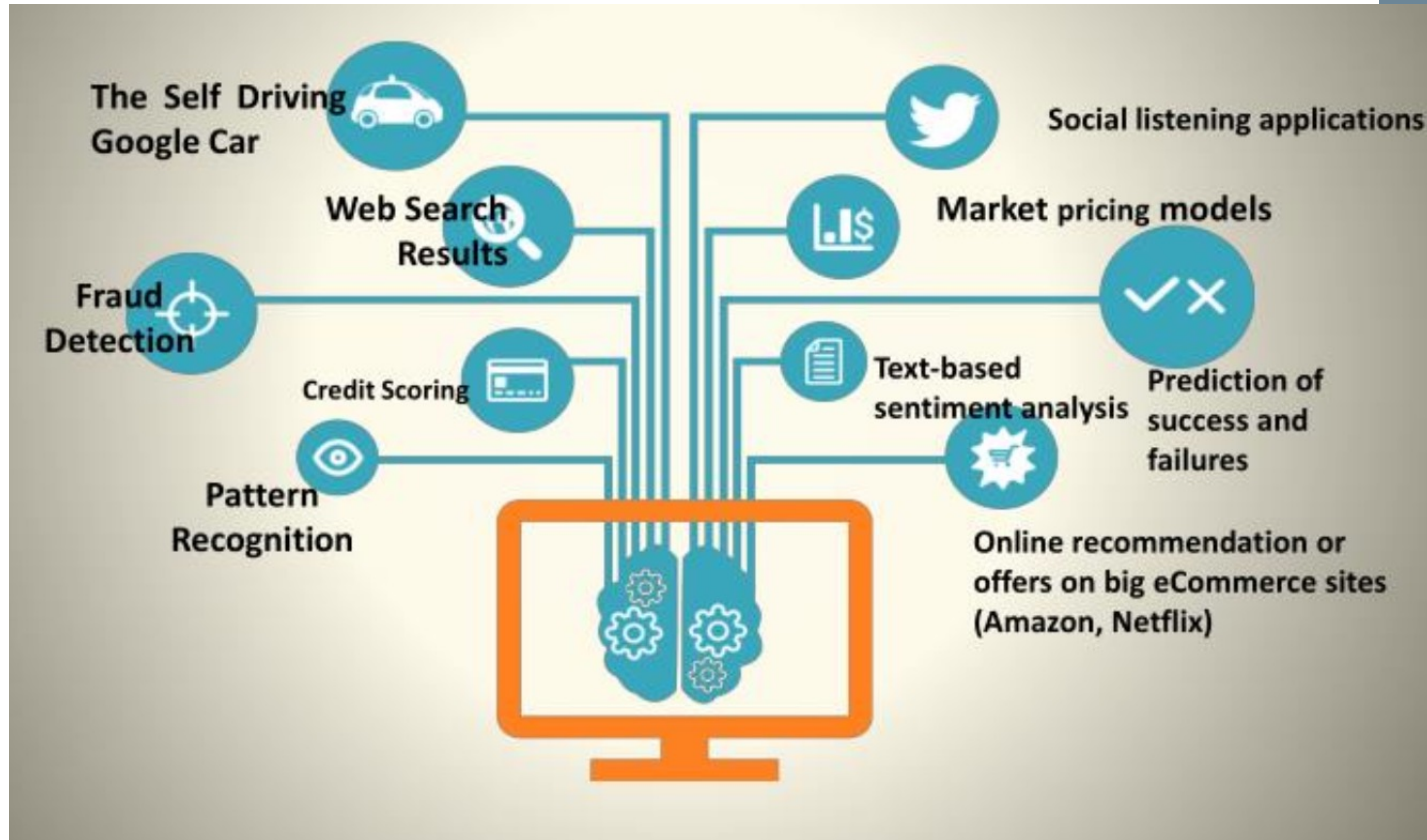 The Self Driving
Google Car
Web Search
Results
Fraud
Detection
Credit Scoring
Pattern
Recognition
Social listening applications
Market pricing models
Text-based
sentiment analysis
Prediction of
success and
failures
Online recommendation or
offers on big eCommerce sites
(Amazon, Netflix)